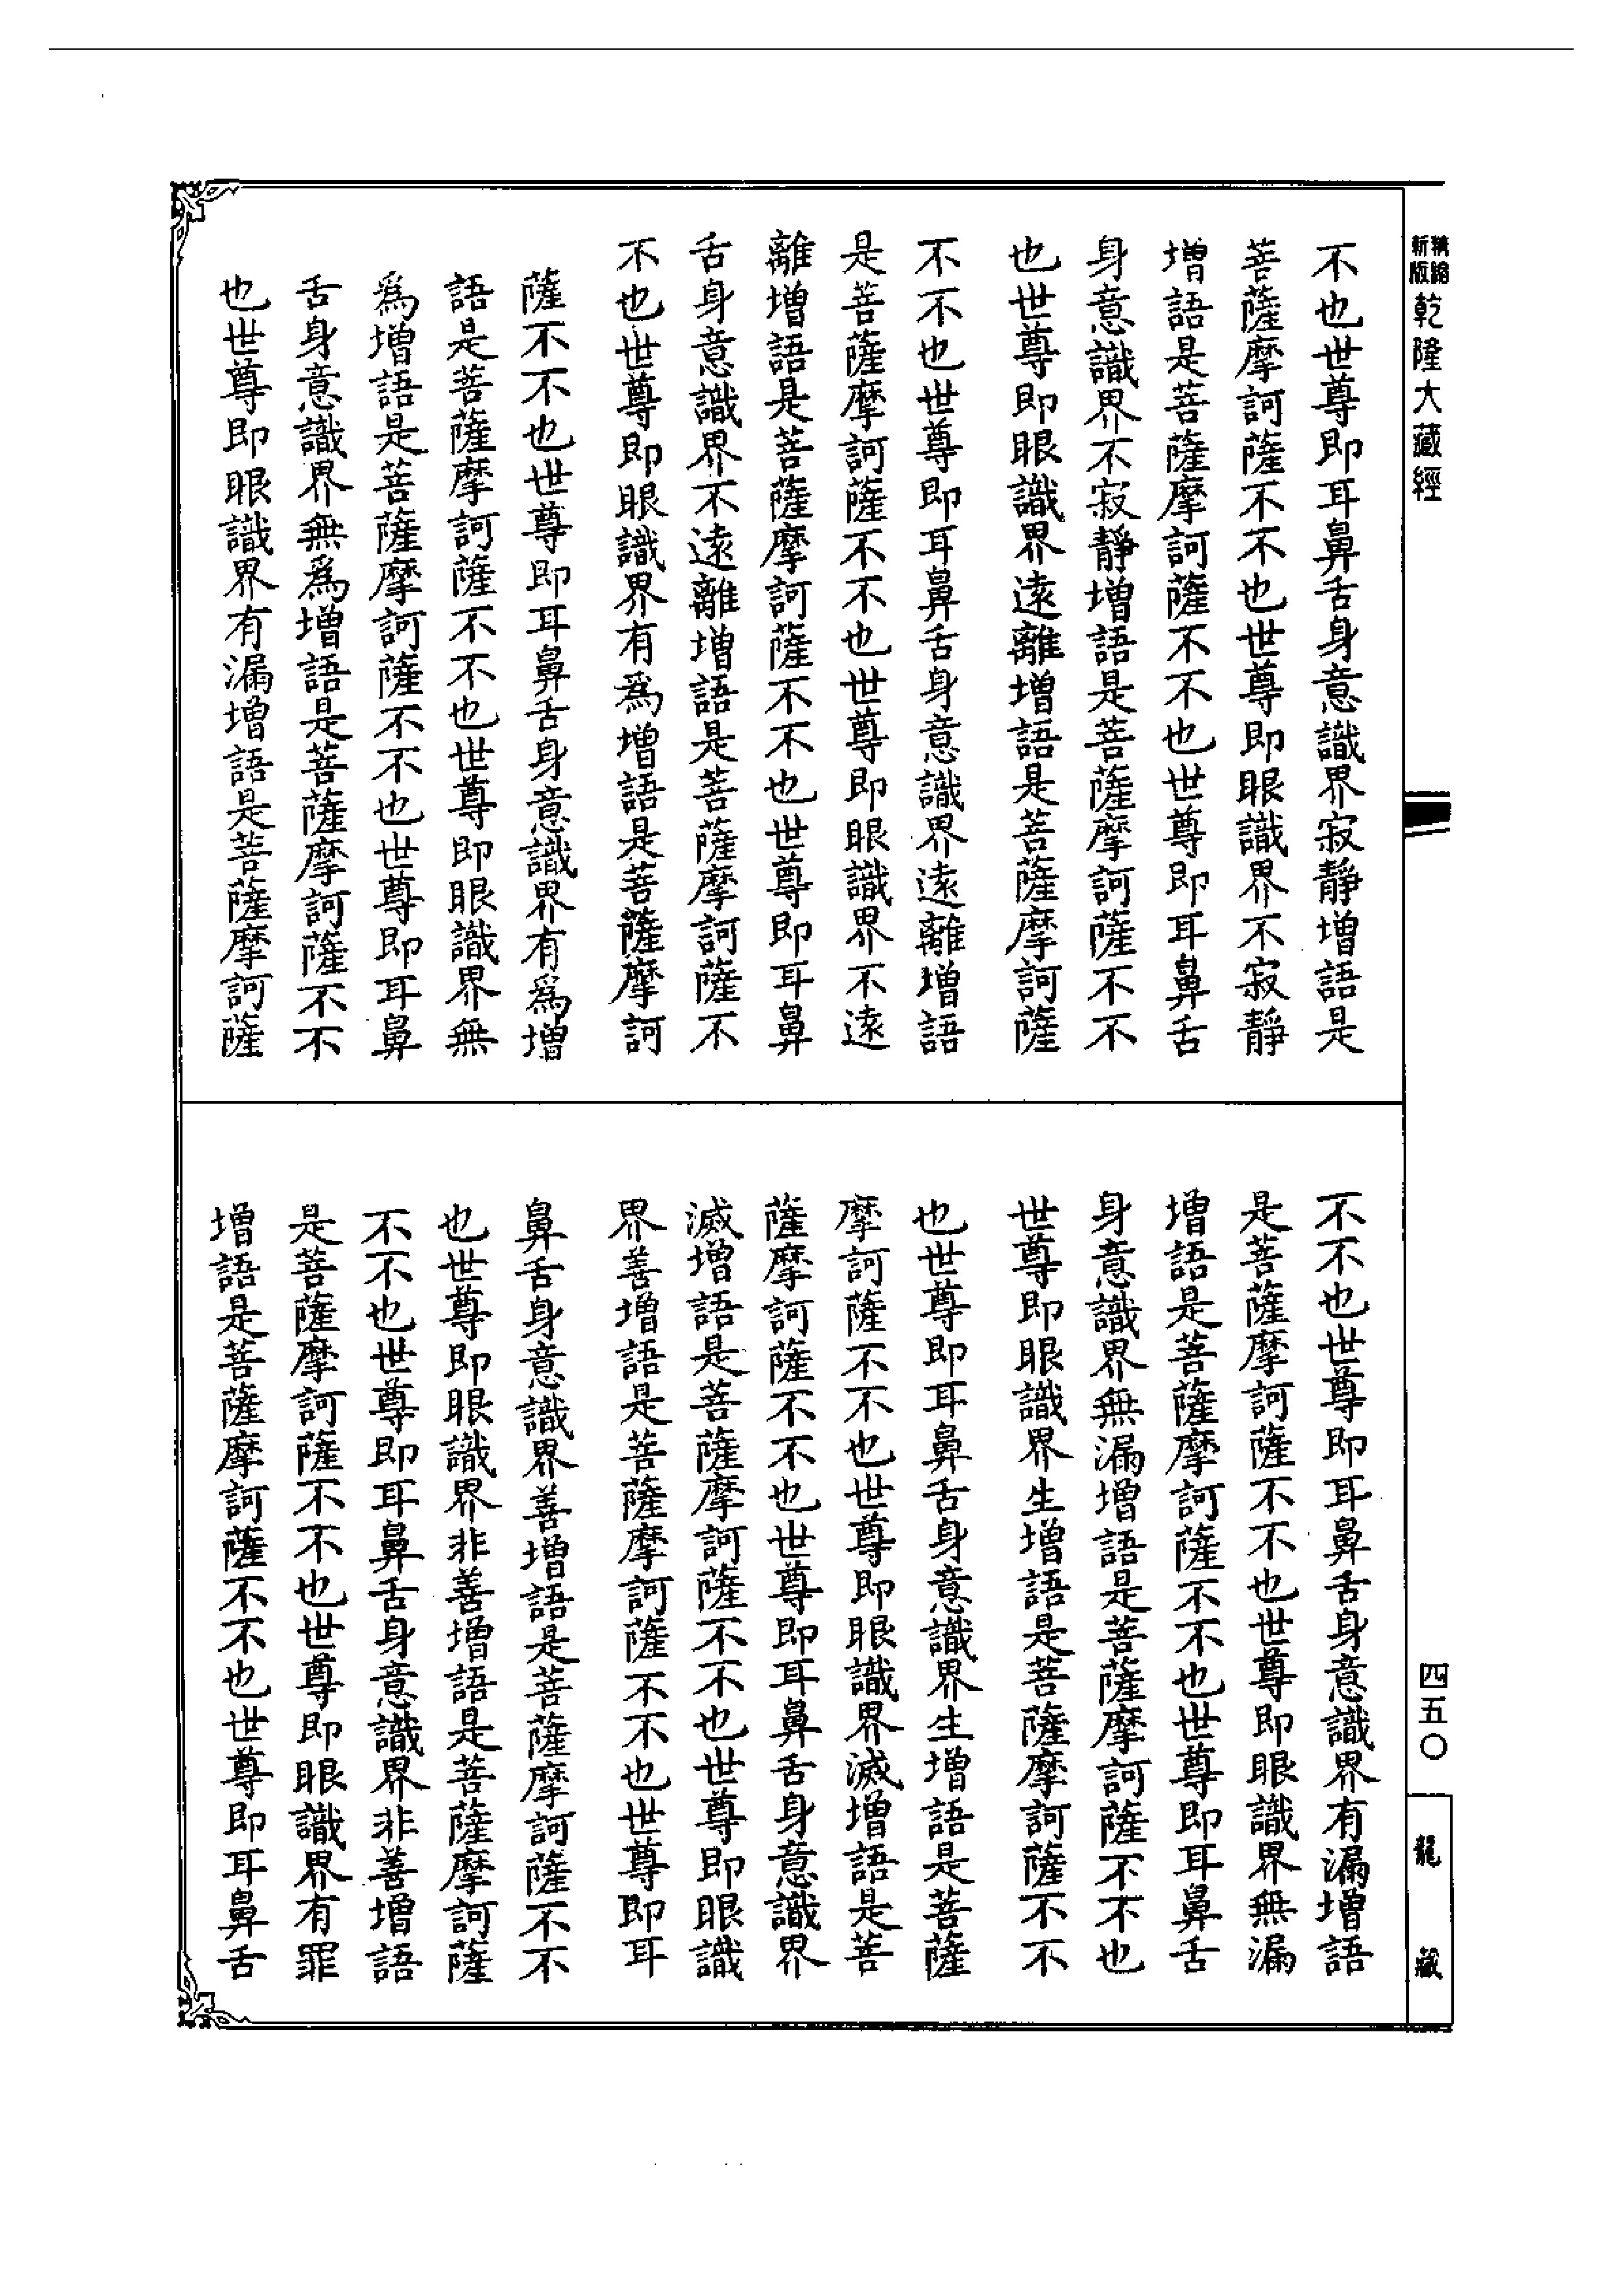 精縮新版乾隆大藏經
不也世尊即耳鼻舌身意識界寂靜增語是
菩薩摩訶薩不不也世尊即眼識界不寂靜
增語是菩薩摩訶薩不不也世尊即耳鼻舌
身意識界不寂靜增語是菩薩摩訶薩不不
也世尊即眼識界遠離增語是菩薩摩訶薩
不不也世尊即耳鼻舌身意識界遠離增語
是菩薩摩訶薩不不也世尊即眼識界不遠
離增語是菩薩摩訶薩不不也世尊即耳鼻
舌身意識界不遠離增語是菩薩摩訶薩不
不也世尊即眼識界有為增語是菩薩摩訶
薩不不也世尊即耳鼻舌身意識界有為增
語是菩薩摩訶薩不不也世尊即眼識界無
為增語是菩薩摩訶薩不不也世尊即耳鼻
舌身意識界無為增語是菩薩摩訶薩不不
也世尊即眼識界有漏增語是菩薩摩訶薩
不不也世尊即耳鼻舌身意識界有漏增語
是菩薩摩訶薩不不也世尊即眼識界無漏
增語是菩薩摩訶薩不不也世尊即耳鼻舌
身意識界無漏增語是菩薩摩訶薩不不也
世尊即眼識界生增語是菩薩摩訶薩不不
也世尊即耳鼻舌身意識界生增語是菩薩
摩訶薩不不也世尊即眼識界滅增語是菩
薩摩訶薩不不也世尊即耳鼻舌身意識界
滅增語是菩薩摩訶薩不不也世尊即眼識
界善增語是菩薩摩訶薩不不也世尊即耳
鼻舌身意識界善增語是菩薩摩訶薩不不
也世尊即眼識界非善增語是菩薩摩訶薩
不不也世尊即耳鼻舌身意識界非善增語
是菩薩摩訶薩不不也世尊即眼識界有罪
增語是菩薩摩訶薩不不也世尊即耳鼻舌
四五〇
龍藏